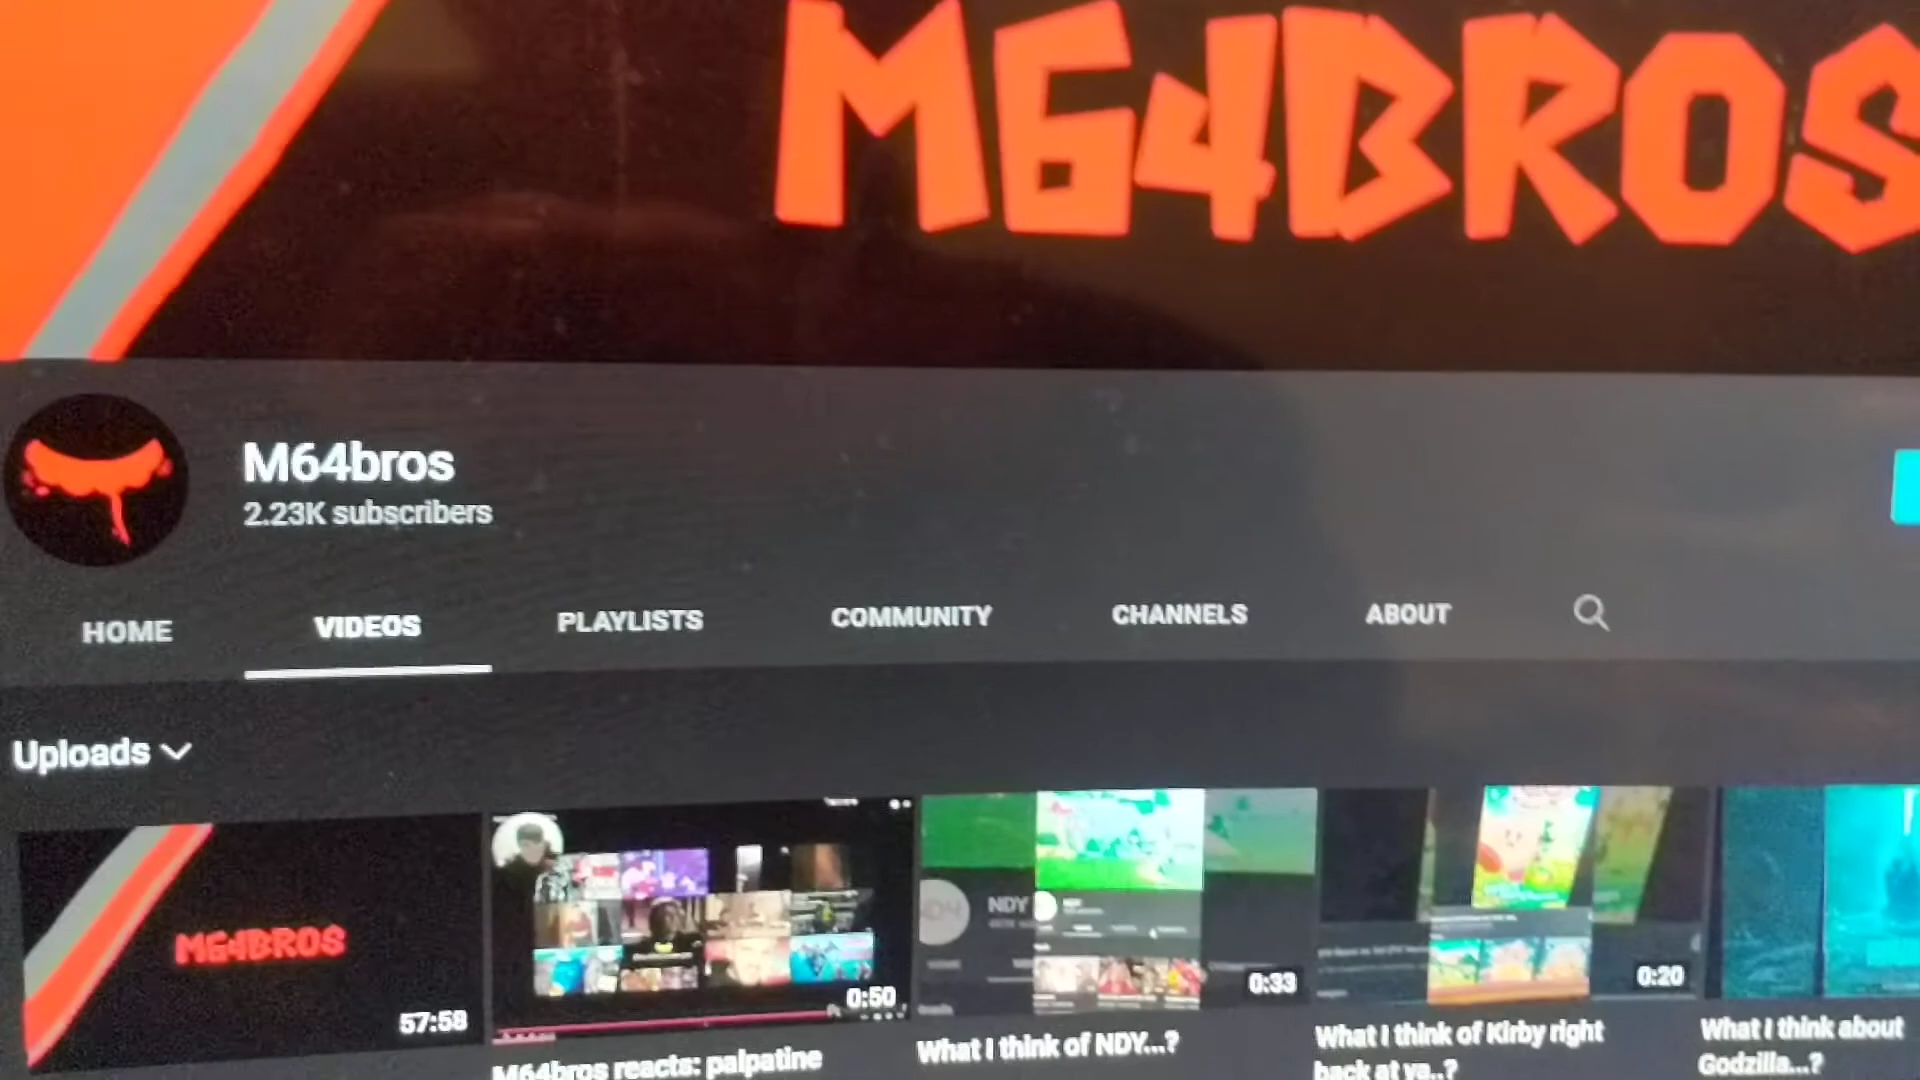 M64BROS
M64bros
2.23K subscribers
HOME VIDEOS PLAYLISTS COMMUNITY CHANNELS ABOUT
Uploads
M64BROS
57:58
0:50
NDY
0:33
0:20
M64bros reacts: palpatine
What I think of NDY...?
What I think of Kirby right
back at ya..?
What I think about
Godzilla...?